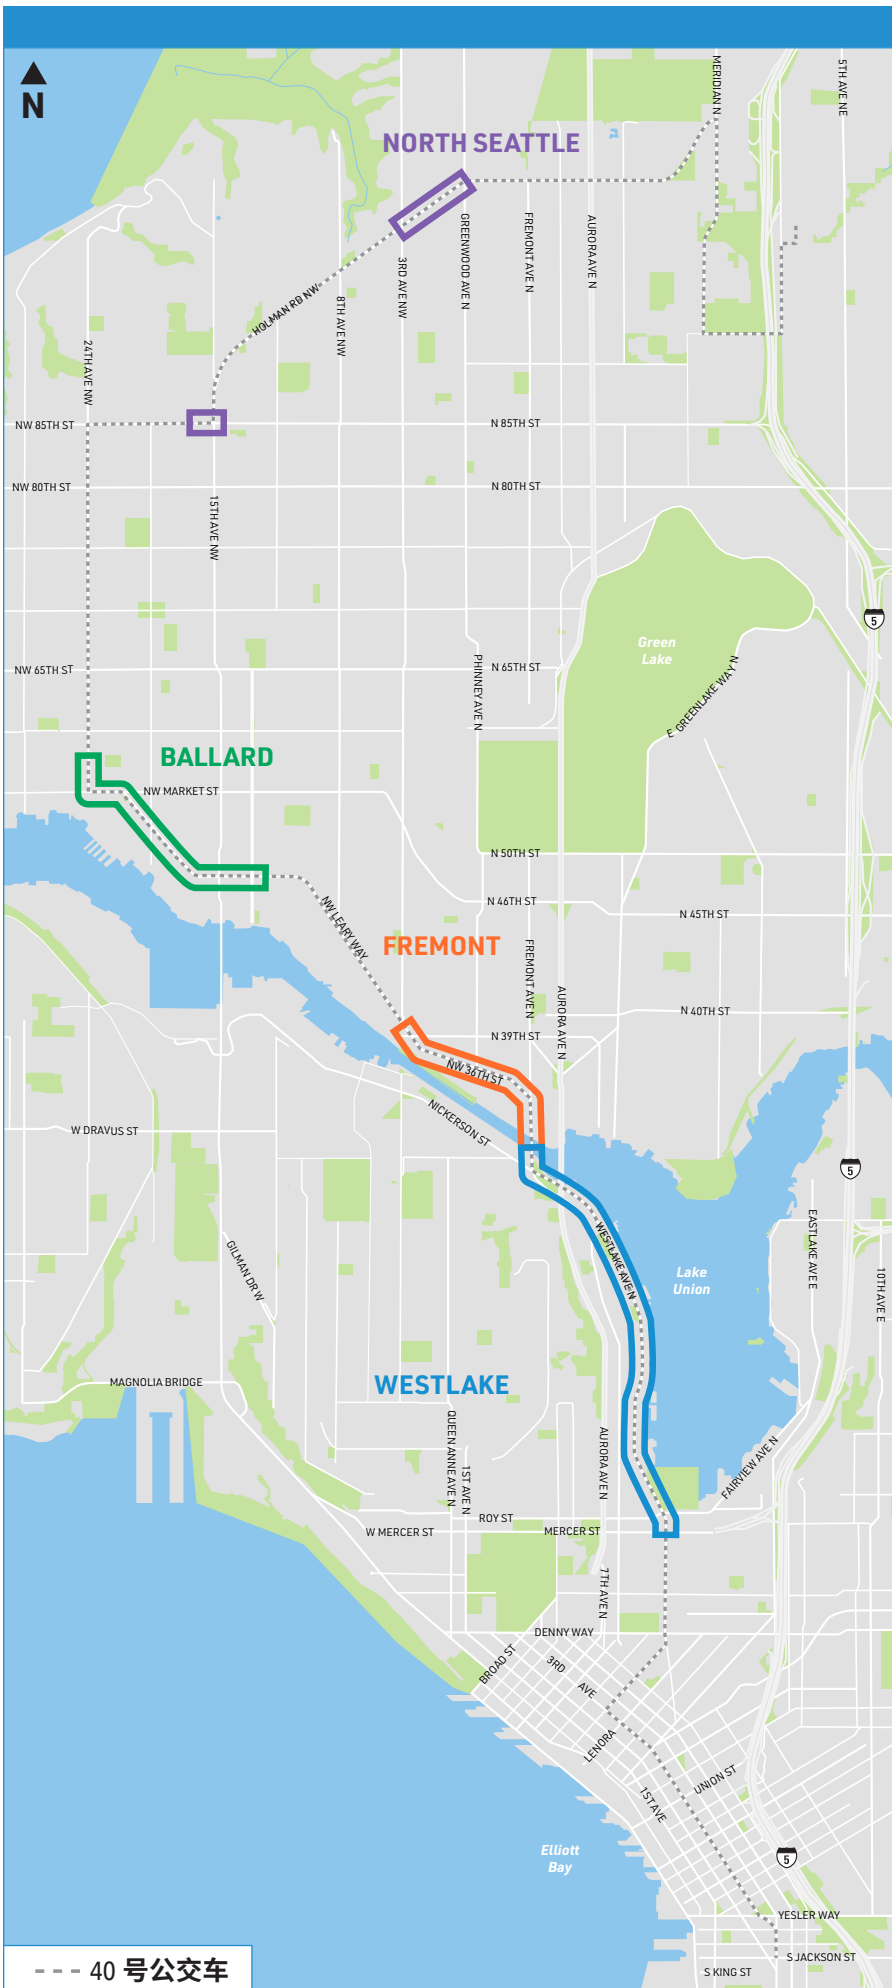 N
MERIDIAN N
5TH AVE NE
NORTH SEATTLE
GREENWOOD AVE N
FREMONT AVE N
AURORA AVE N
3RD AVE NW
HOLMAN RD NW
8TH AVE NW
24TH AVE NW
NW 85TH ST
N 85TH ST
NW 80TH ST
N 80TH ST
15TH AVE NW
5
Green
Lake
NW 65TH ST
N 65TH ST
PHINNEY AVE N
E GREENLAKE WAY N
BALLARD
NW MARKET ST
N 50TH ST
N 46TH ST
N 45TH ST
NW LEARY WAY
FREMONT
FREMONT AVE N
AURORA AVE N
N 40TH ST
N 39TH ST
NW 36TH ST
NICKERSON ST
W DRAVUS ST
5
EASTLAKE AVE E
WESTLAKE AVE N
GILMAN DR W
10TH AVE E
Lake
Union
MAGNOLIA BRIDGE
WESTLAKE
QUEEN ANNE AVE N
1ST AVE N
AURORA AVE N
FAIRVIEW AVE N
ROY ST
W MERCER ST
MERCER ST
7TH AVE N
DENNY WAY
BROAD ST
3RD AVE
LENORA
UNION ST
1ST AVE
Elliott
Bay
5
YESLER WAY
S JACKSON ST
S KING ST
40 号公交车